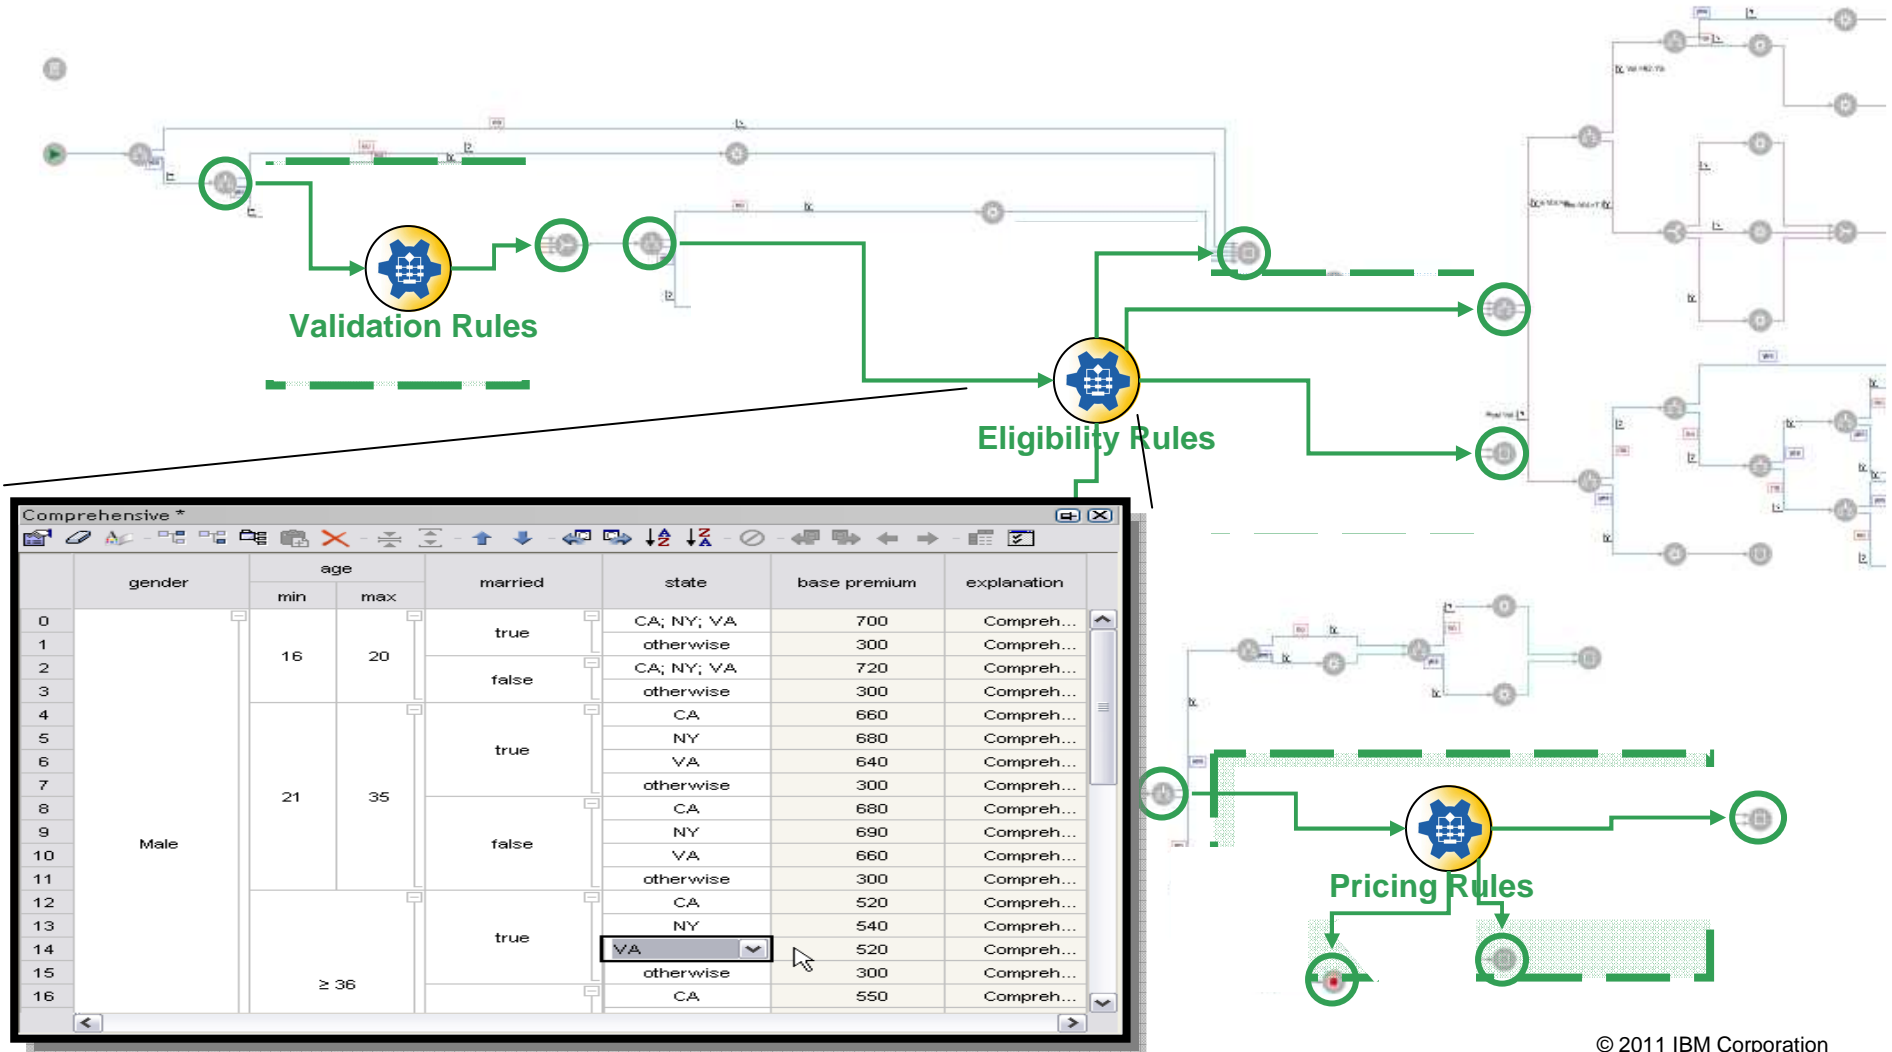 Validation Rules
Eligibility Rules
Comprehensive *
gender age married state base premium explanation
min max
0 Male 16 20 true CA; NY; VA 700 Compreh...
1 otherwise 300 Compreh...
2 false CA; NY; VA 720 Compreh...
3 otherwise 300 Compreh...
4 21 35 true CA 660 Compreh...
5 NY 680 Compreh...
6 VA 640 Compreh...
7 otherwise 300 Compreh...
8 false CA 680 Compreh...
9 NY 690 Compreh...
10 VA 660 Compreh...
11 otherwise 300 Compreh...
12 ≥ 36 true CA 520 Compreh...
13 NY 540 Compreh...
14 VA 520 Compreh...
15 otherwise 300 Compreh...
16 CA 550 Compreh...
Pricing Rules
© 2011 IBM Corporation